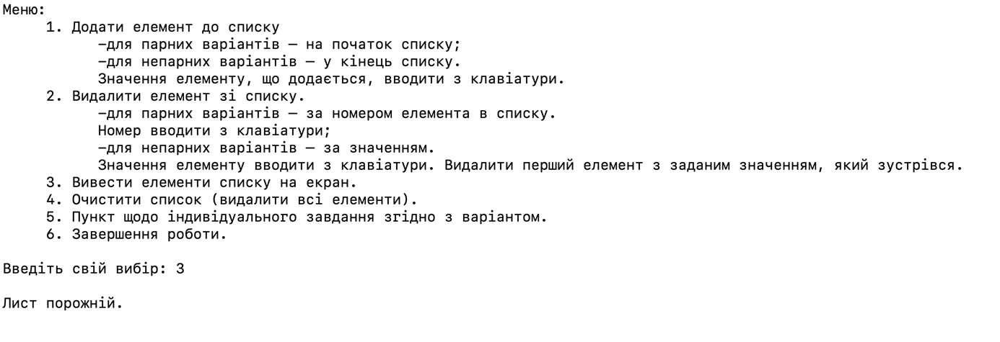 Меню:
1. Додати елемент до списку
–для парних варіантів – на початок списку;
–для непарних варіантів – у кінець списку.
Значення елементу, що додається, вводити з клавіатури.
2. Видалити елемент зі списку.
–для парних варіантів – за номером елемента в списку.
Номер вводити з клавіатури;
–для непарних варіантів – за значенням.
Значення елементу вводити з клавіатури. Видалити перший елемент з заданим значенням, який зустрівся.
3. Вивести елементи списку на екран.
4. Очистити список (видалити всі елементи).
5. Пункт щодо індивідуального завдання згідно з варіантом.
6. Завершення роботи.
Введіть свій вибір: 3
Лист порожній.